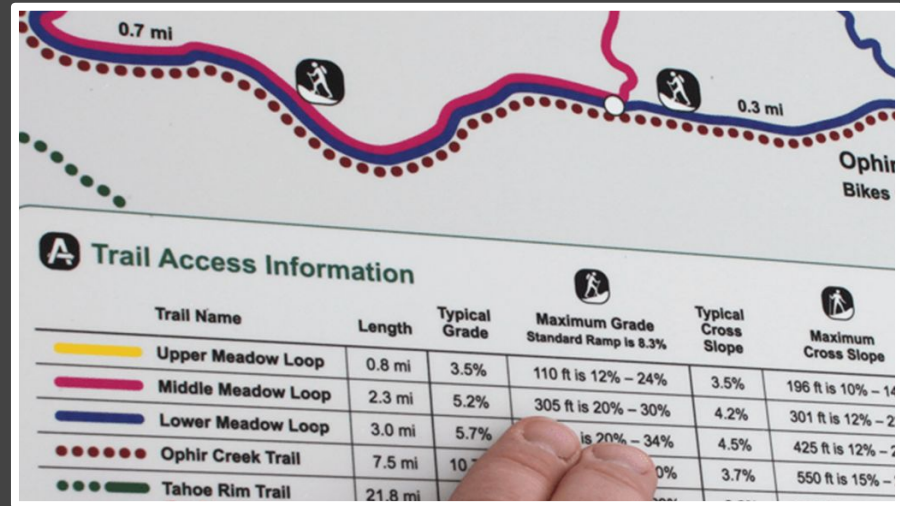 0.7 mi
0.3 mi
Ophir
Bikes
Trail Access Information
Trail Name Length Typical Grade Maximum Grade Standard Ramp is 8.3% Typical Cross Slope Maximum Cross Slope
Upper Meadow Loop 0.8 mi 3.5% 110 ft is 12% – 24% 3.5% 196 ft is 10% – 14
Middle Meadow Loop 2.3 mi 5.2% 305 ft is 20% – 30% 4.2% 301 ft is 12% – 2
Lower Meadow Loop 3.0 mi 5.7% is 20% – 34% 4.5% 425 ft is 12% – 2
Ophir Creek Trail 7.5 mi 10 0% 3.7% 550 ft is 15% –
Tahoe Rim Trail 21.8 mi